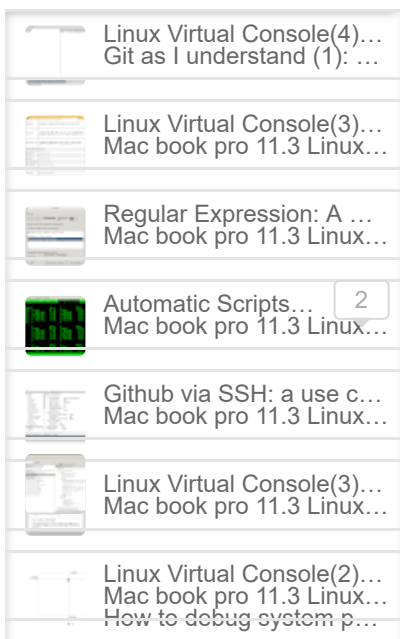 Linux Virtual Console(4)…
Git as I understand (1): …
Linux Virtual Console(3)…
Mac book pro 11.3 Linux…
Regular Expression: A …
Mac book pro 11.3 Linux…
Automatic Scripts…
2
Mac book pro 11.3 Linux…
Github via SSH: a use c…
Mac book pro 11.3 Linux…
Linux Virtual Console(3)…
Mac book pro 11.3 Linux…
Linux Virtual Console(2)…
Mac book pro 11.3 Linux…
How to debug system p…